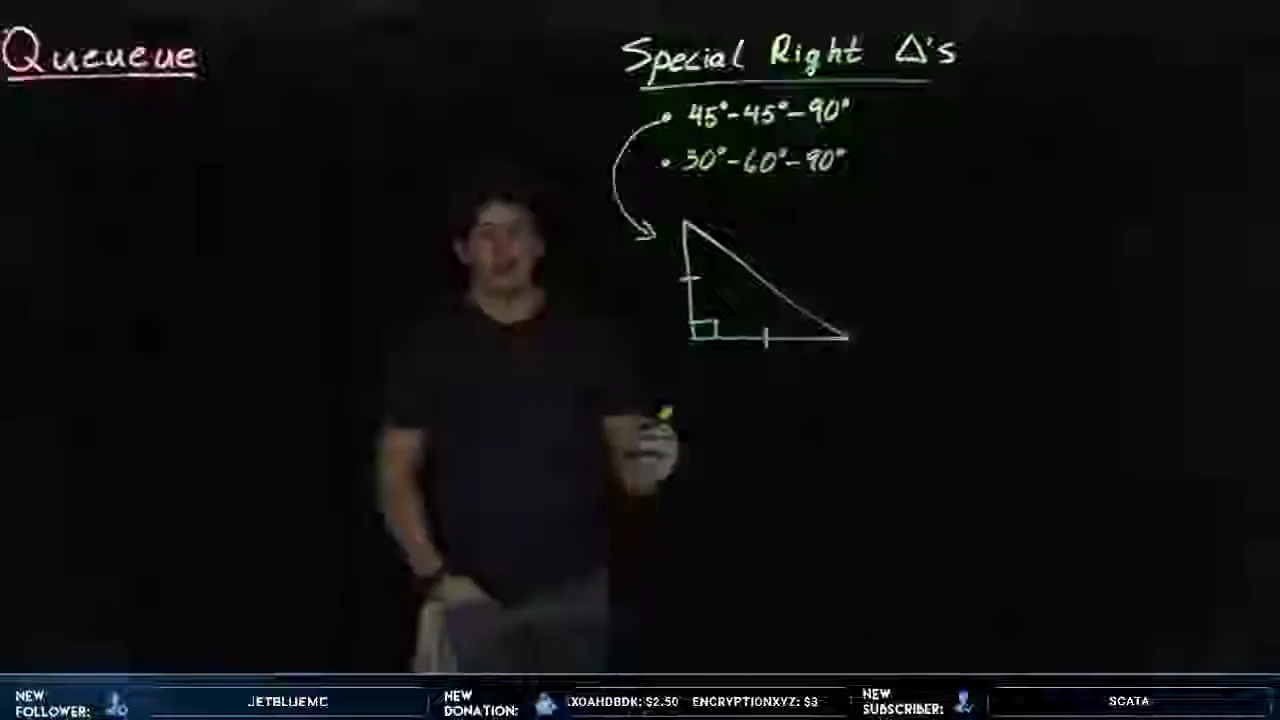 Queueue
Special Right Δ's
• 45°-45°-90°
• 30°-60°-90°
NEW FOLLOWER:
JETBLUEMC
NEW DONATION:
XOAHDBDK: $2.50 ENCRYPTIONXYZ: $3
NEW SUBSCRIBER:
SCATA